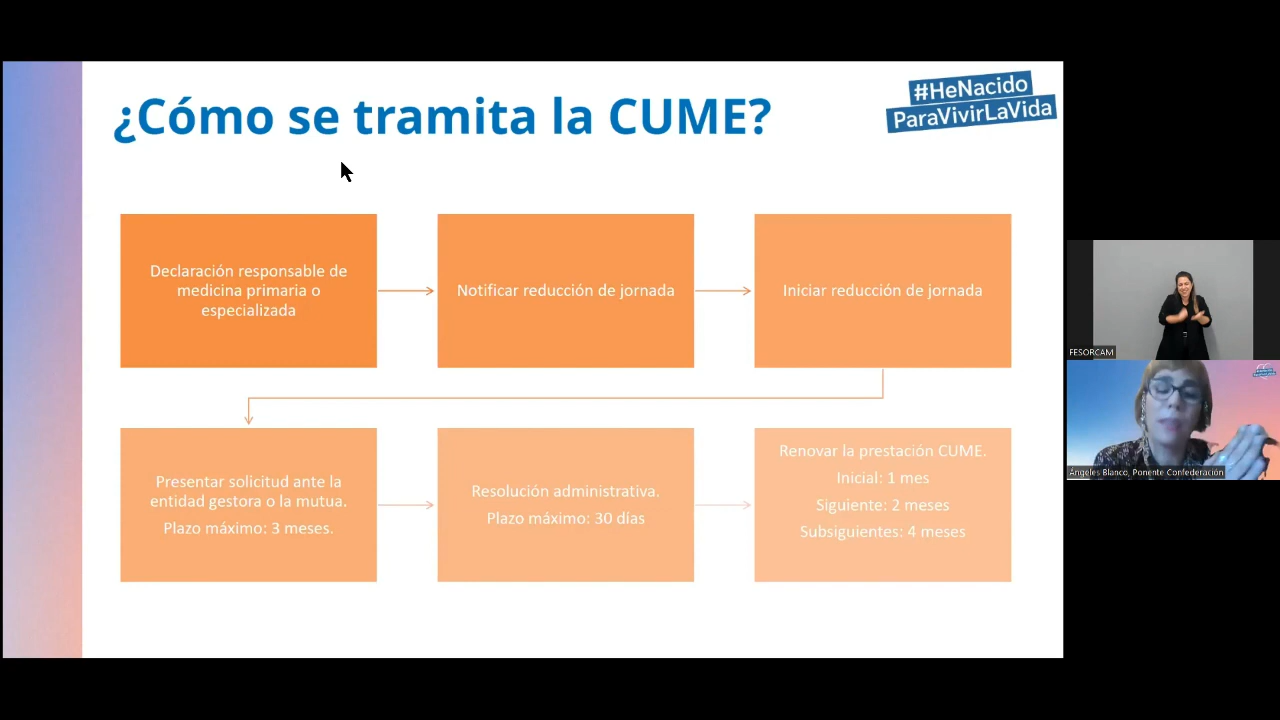 ¿Cómo se tramita la CUME?
#HeNacido
ParaVivirLaVida
Declaración responsable de
medicina primaria o
especializada
Notificar reducción de jornada
Iniciar reducción de jornada
Presentar solicitud ante la
entidad gestora o la mutua.
Plazo máximo: 3 meses.
Resolución administrativa.
Plazo máximo: 30 días
Renovar la prestación CUME.
Inicial: 1 mes
Siguiente: 2 meses
Subsiguientes: 4 meses
FESORCAM
Ángeles Blanco, Ponente Confederación